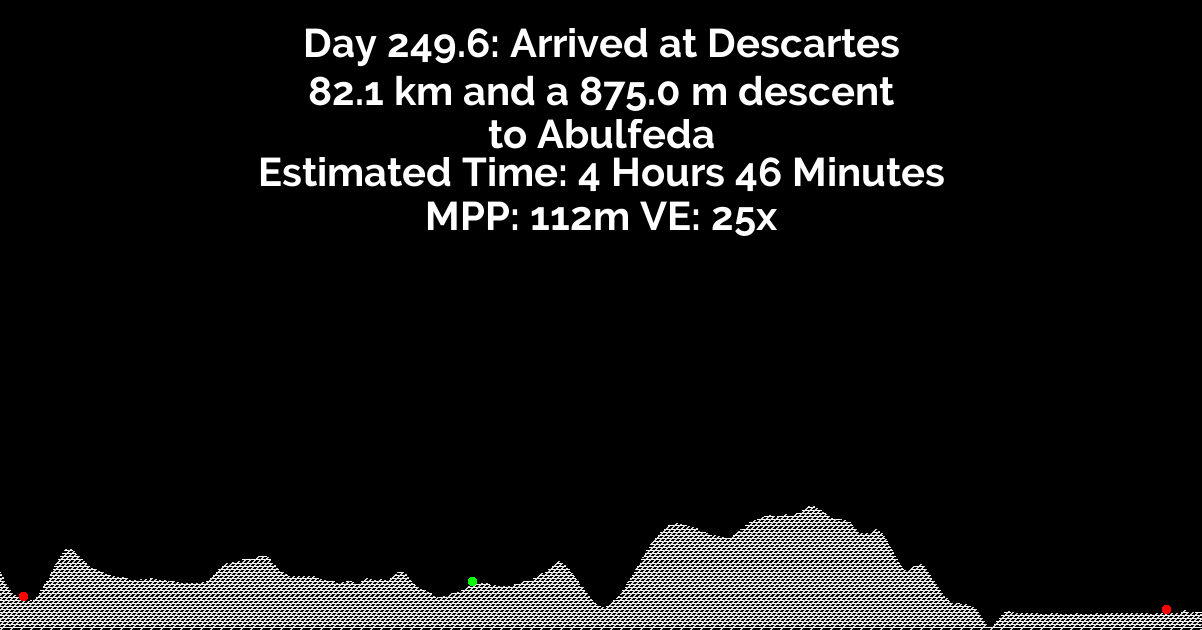 Day 249.6: Arrived at Descartes
82.1 km and a 875.0 m descent
to Abulfeda
Estimated Time: 4 Hours 46 Minutes
MPP: 112m VE: 25x